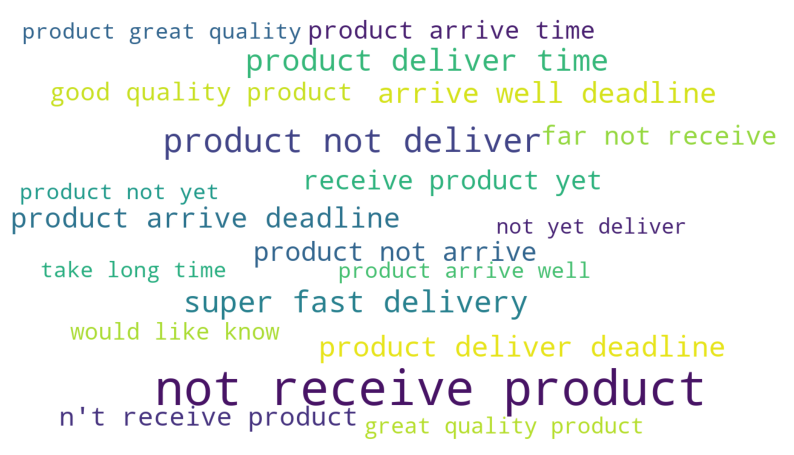 product great quality
product arrive time
product deliver time
good quality product
arrive well deadline
product not deliver
far not receive
receive product yet
product not yet
product arrive deadline
not yet deliver
product not arrive
take long time
product arrive well
super fast delivery
would like know
product deliver deadline
not receive product
n't receive product
great quality product